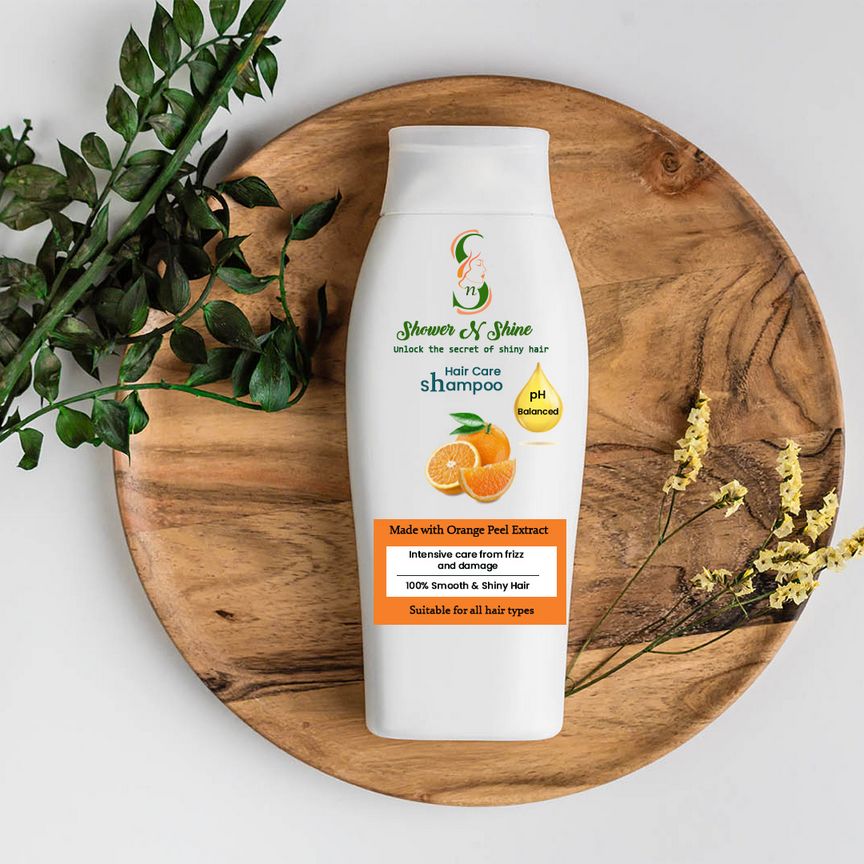 n
Shower N Shine
Unlock the secret of shiny hair
Hair Care
shampoo
pH
Balanced
Made with Orange Peel Extract
Intensive care from frizz
and damage
100% Smooth & Shiny Hair
Suitable for all hair types